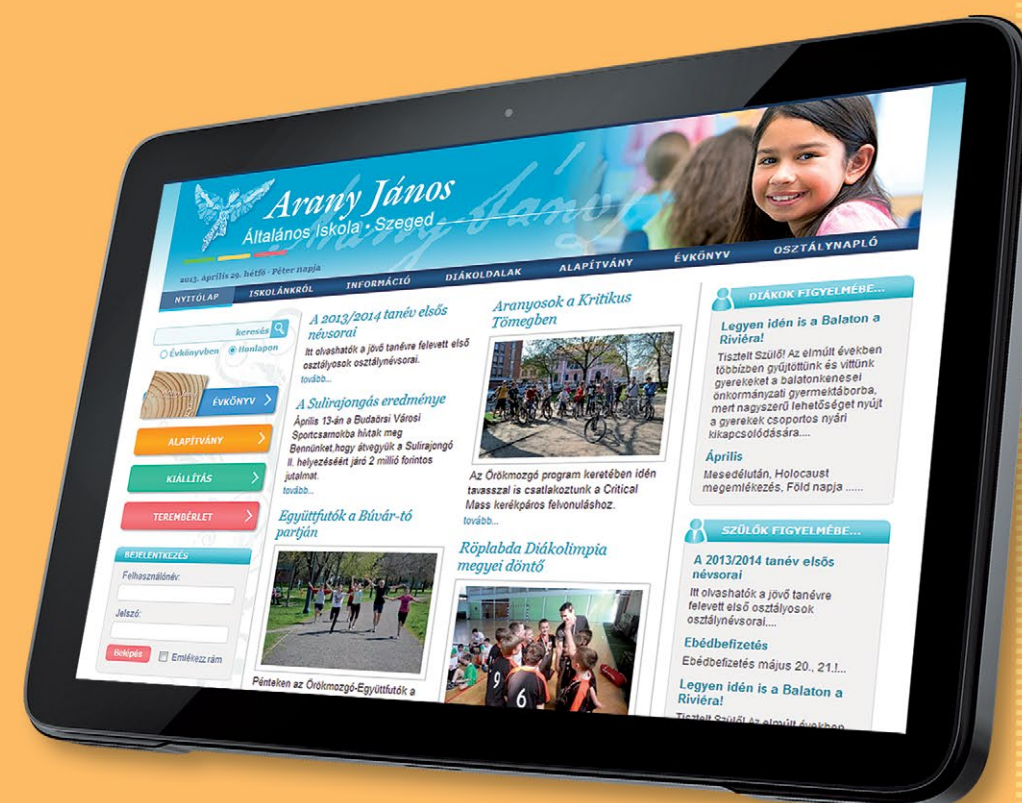 Arany János
Általános Iskola • Szeged
2013. április 29. hétfő - Péter napja
NYITÓLAP
ISKOLÁNKRÓL
INFORMÁCIÓ
DIÁKOLDALAK
ALAPÍTVÁNY
ÉVKÖNYV
OSZTÁLYNAPLÓ
keresés
Évkönyvben
Honlapon
ÉVKÖNYV
ALAPÍTVÁNY
KIÁLLÍTÁS
TEREMBÉRLET
BEJELENTKEZÉS
Felhasználónév:
Jelszó:
Belépés
Emlékezz rám
A 2013/2014 tanév elsős
névsorai
Itt olvashatók a jövő tanévre felevett első
osztályosok osztálynévsorai.
tovább...
A Sulirajongás eredménye
Április 13-án a Budaörsi Városi
Sportcsarnokba hívtak meg
Bennünket,hogy átvegyük a Sulirajongó
II. helyezéséért járó 2 millió forintos
jutalmat.
tovább...
Együttfutók a Búvár-tó
partján
Pénteken az Örökmozgó-Együttfutók a
Aranyosok a Kritikus
Tömegben
Az Örökmozgó program keretében idén
tavasszal is csatlakoztunk a Critical
Mass kerékpáros felvonuláshoz.
tovább...
Röplabda Diákolimpia
megyei döntő
9
6
DIÁKOK FIGYELMÉBE...
Legyen idén is a Balaton a
Riviéra!
Tisztelt Szülő! Az elmúlt években
többízben gyűjtöttünk és vittünk
gyerekeket a balatonkenesei
önkormányzati gyermektáborba,
mert nagyszerű lehetőséget nyújt
a gyerekek csoportos nyári
kikapcsolódására....
Április
Mesedélután, Holocaust
megemlékezés, Föld napja ......
SZÜLŐK FIGYELMÉBE...
A 2013/2014 tanév elsős
névsorai
Itt olvashatók a jövő tanévre
felevett első osztályosok
osztálynévsorai....
Ebédbefizetés
Ebédbefizetés május 20., 21.!...
Legyen idén is a Balaton a
Riviéra!
Tisztelt Szülő! Az elmúlt években